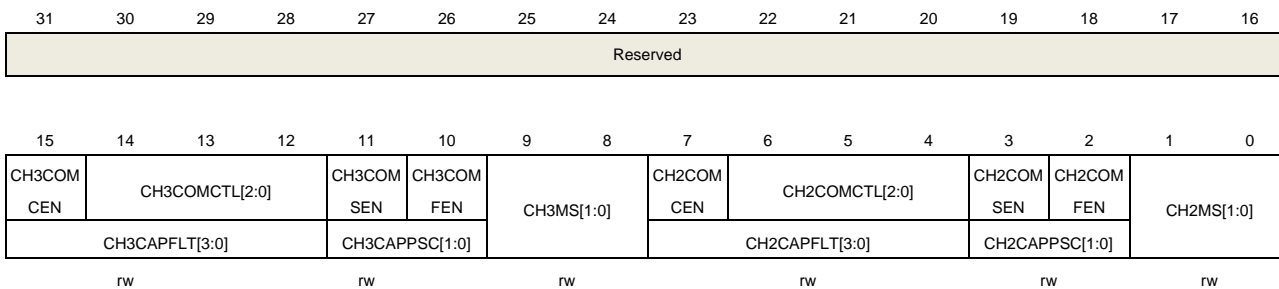 31 30 29 28 27 26 25 24 23 22 21 20 19 18 17 16
Reserved
15 14 13 12 11 10 9 8 7 6 5 4 3 2 1 0
CH3COM CEN CH3COMCTL[2:0] CH3COM SEN CH3COM FEN CH3MS[1:0] CH2COM CEN CH2COMCTL[2:0] CH2COM SEN CH2COM FEN CH2MS[1:0]
CH3CAPFLT[3:0] CH3CAPPSC[1:0] CH2CAPFLT[3:0] CH2CAPPSC[1:0]
rw rw rw rw rw rw